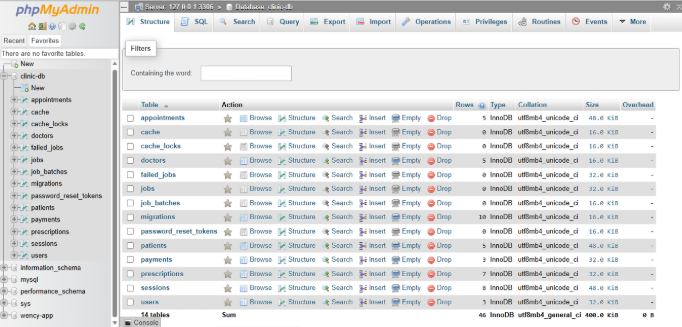 phpMyAdmin
Recent Favorites
There are no favorite tables.
New
clinic-db
New
appointments
cache
cache_locks
doctors
failed_jobs
jobs
job_batches
migrations
password_reset_tokens
patients
payments
prescriptions
sessions
users
information_schema
mysql
performance_schema
sys
wency-app
Server: 127.0.0.1:3306 » Database: clinic-db
Structure SQL Search Query Export Import Operations Privileges Routines Events More
Filters
Containing the word:
Table Action Rows Type Collation Size Overhead
appointments Browse Structure Search Insert Empty Drop 5 InnoDB utf8mb4_unicode_ci 48.0 KiB -
cache Browse Structure Search Insert Empty Drop 0 InnoDB utf8mb4_unicode_ci 16.0 KiB -
cache_locks Browse Structure Search Insert Empty Drop 0 InnoDB utf8mb4_unicode_ci 16.0 KiB -
doctors Browse Structure Search Insert Empty Drop 5 InnoDB utf8mb4_unicode_ci 16.0 KiB -
failed_jobs Browse Structure Search Insert Empty Drop 0 InnoDB utf8mb4_unicode_ci 32.0 KiB -
jobs Browse Structure Search Insert Empty Drop 0 InnoDB utf8mb4_unicode_ci 32.0 KiB -
job_batches Browse Structure Search Insert Empty Drop 0 InnoDB utf8mb4_unicode_ci 16.0 KiB -
migrations Browse Structure Search Insert Empty Drop 10 InnoDB utf8mb4_unicode_ci 16.0 KiB -
password_reset_tokens Browse Structure Search Insert Empty Drop 0 InnoDB utf8mb4_unicode_ci 16.0 KiB -
patients Browse Structure Search Insert Empty Drop 5 InnoDB utf8mb4_unicode_ci 48.0 KiB -
payments Browse Structure Search Insert Empty Drop 3 InnoDB utf8mb4_unicode_ci 32.0 KiB -
prescriptions Browse Structure Search Insert Empty Drop 7 InnoDB utf8mb4_unicode_ci 32.0 KiB -
sessions Browse Structure Search Insert Empty Drop 8 InnoDB utf8mb4_unicode_ci 48.0 KiB -
users Browse Structure Search Insert Empty Drop 3 InnoDB utf8mb4_unicode_ci 32.0 KiB -
14 tables Sum 46 InnoDB utf8mb4_general_ci 400.0 KiB 0 B
Console